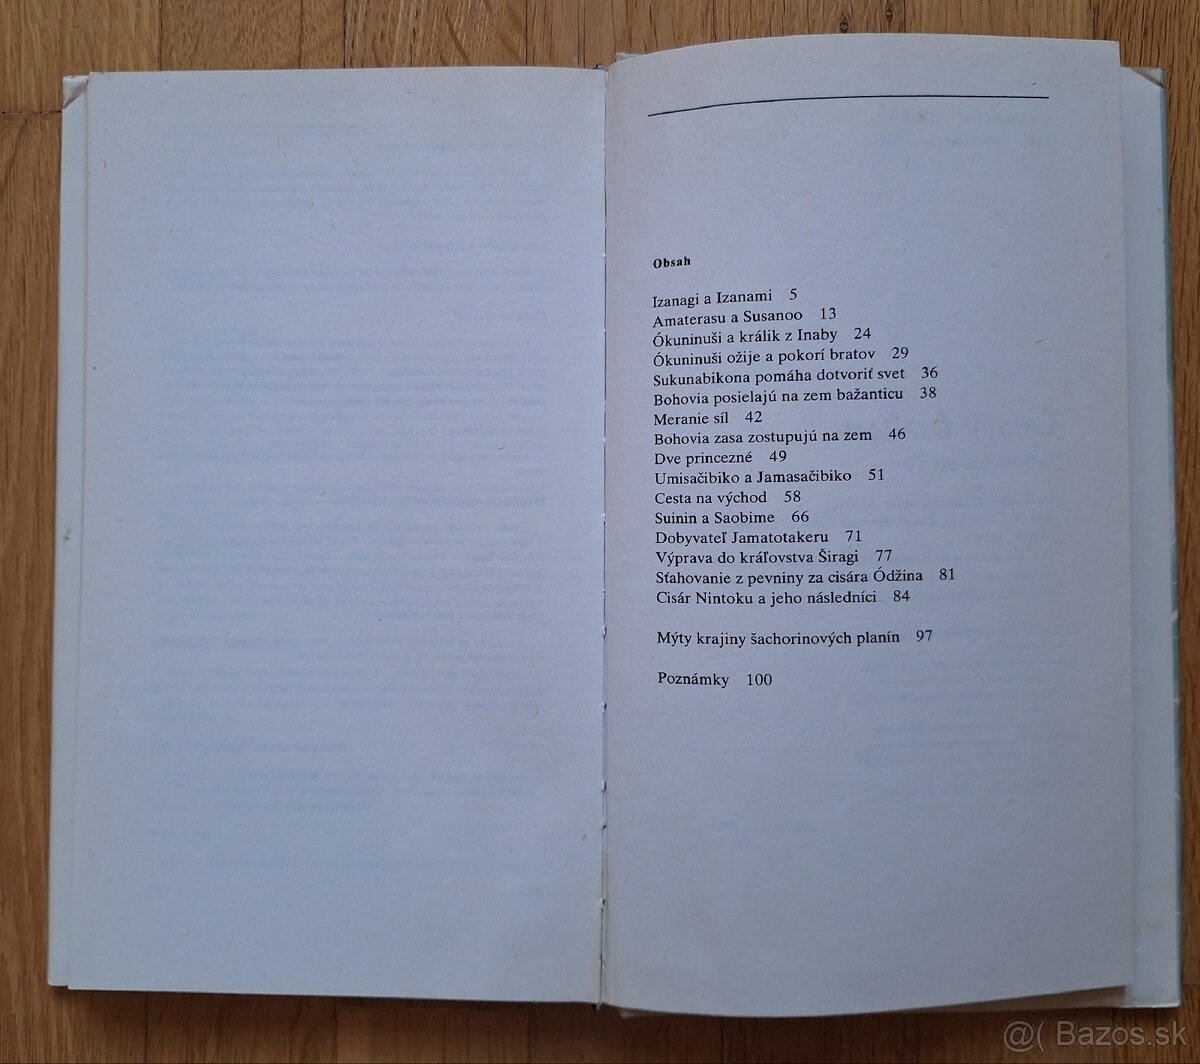 Obsah
Izanagi a Izanami 5
Amaterasu a Susanoo 13
Ókuninuši a králik z Inaby 24
Ókuninuši ožije a pokorí bratov 29
Sukunabikona pomáha dotvoriť svet 36
Bohovia posielajú na zem bažanticu 38
Meranie síl 42
Bohovia zasa zostupujú na zem 46
Dve princezné 49
Umisačibiko a Jamasačibiko 51
Cesta na východ 58
Suinin a Saobime 66
Dobyvateľ Jamatotakeru 71
Výprava do kráľovstva Širagi 77
Sťahovanie z pevniny za cisára Ódžina 81
Cisár Nintoku a jeho následníci 84
Mýty krajiny šachorinových planín 97
Poznámky 100
@( Bazos.sk